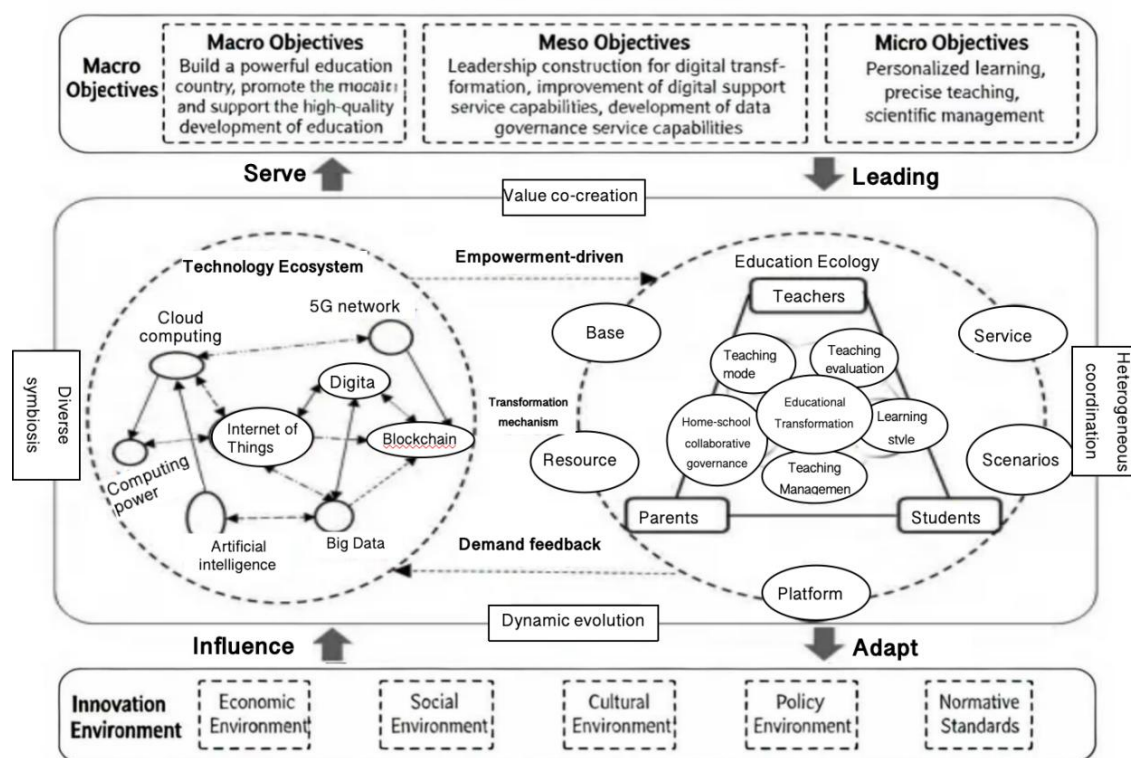 Macro
Objectives
Macro Objectives
Build a powerful education
country, promote the
and support the high-quality
development of education
Meso Objectives
Leadership construction for digital transf-
formation, improvement of digital support
service capabilities, development of data
governance service capabilities
Micro Objectives
Personalized learning,
precise teaching,
scientific management
Serve
Leading
Value co-creation
Technology Ecosystem
Empowerment-driven
Education Ecology
Teachers
5G network
Cloud
computing
Base
Service
Teaching
mode
Teaching
evaluation
Digita
Diverse
symbiosis
Heterogeneous
coordination
Transformation
mechanism
Educational
Transformation
Internet of
Things
Blockchain
Home-school
collaborative
governance
Learning
style
Computing
power
Resource
Scenarios
Teaching
Managemen
Parents
Students
Artificial
intelligence
Big Data
Demand feedback
Platform
Dynamic evolution
Influence
Adapt
Innovation
Environment
Economic
Environment
Social
Environment
Cultural
Environment
Policy
Environment
Normative
Standards